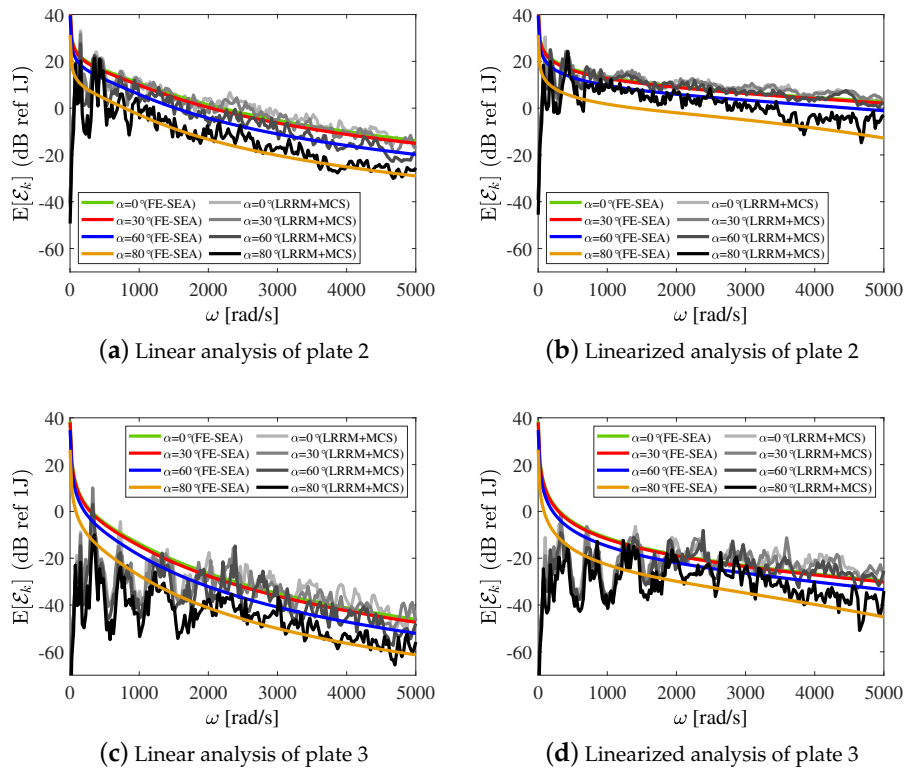 40
20
0
-20
-40
-60
E[ℰₖ] (dB ref 1J)
α=0°(FE-SEA)
α=30°(FE-SEA)
α=60°(FE-SEA)
α=80°(FE-SEA)
α=0°(LRRM+MCS)
α=30°(LRRM+MCS)
α=60°(LRRM+MCS)
α=80°(LRRM+MCS)
0 1000 2000 3000 4000 5000
ω [rad/s]
(a) Linear analysis of plate 2
40
20
0
-20
-40
-60
E[ℰₖ] (dB ref 1J)
α=0°(FE-SEA)
α=30°(FE-SEA)
α=60°(FE-SEA)
α=80°(FE-SEA)
α=0°(LRRM+MCS)
α=30°(LRRM+MCS)
α=60°(LRRM+MCS)
α=80°(LRRM+MCS)
0 1000 2000 3000 4000 5000
ω [rad/s]
(b) Linearized analysis of plate 2
40
20
0
-20
-40
-60
E[ℰₖ] (dB ref 1J)
α=0°(FE-SEA)
α=30°(FE-SEA)
α=60°(FE-SEA)
α=80°(FE-SEA)
α=0°(LRRM+MCS)
α=30°(LRRM+MCS)
α=60°(LRRM+MCS)
α=80°(LRRM+MCS)
0 1000 2000 3000 4000 5000
ω [rad/s]
(c) Linear analysis of plate 3
40
20
0
-20
-40
-60
E[ℰₖ] (dB ref 1J)
α=0°(FE-SEA)
α=30°(FE-SEA)
α=60°(FE-SEA)
α=80°(FE-SEA)
α=0°(LRRM+MCS)
α=30°(LRRM+MCS)
α=60°(LRRM+MCS)
α=80°(LRRM+MCS)
0 1000 2000 3000 4000 5000
ω [rad/s]
(d) Linearized analysis of plate 3